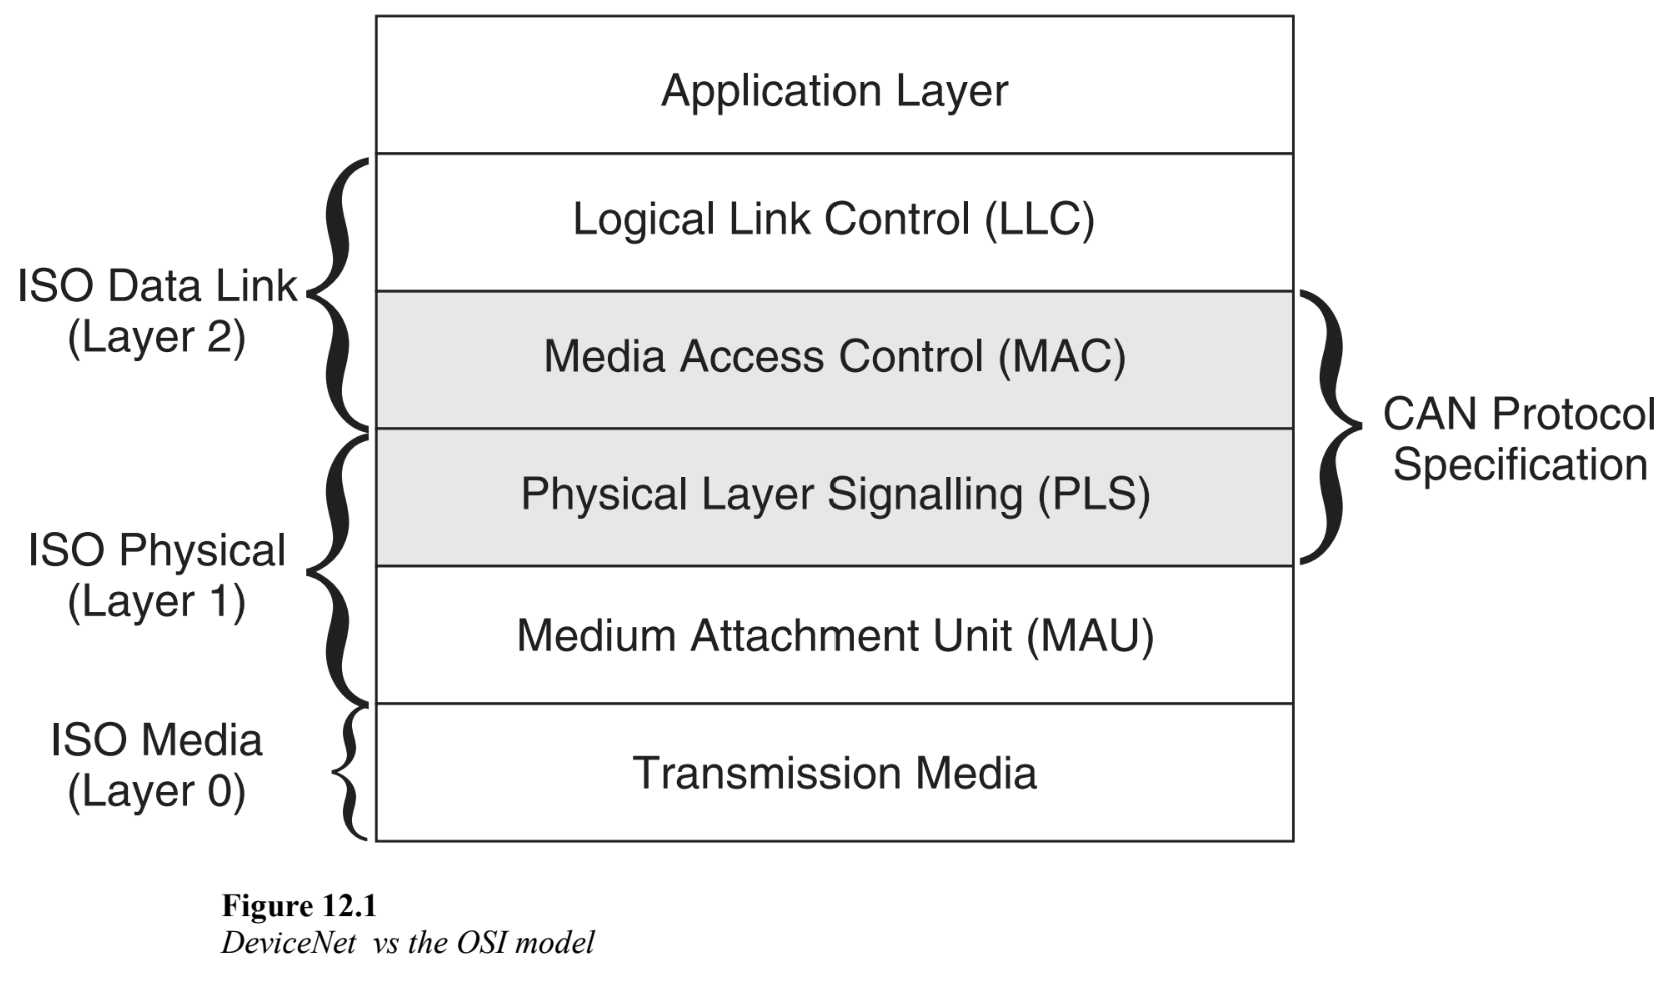 Application Layer
Logical Link Control (LLC)
ISO Data Link
(Layer 2)
Media Access Control (MAC)
CAN Protocol
Specification
Physical Layer Signalling (PLS)
ISO Physical
(Layer 1)
Medium Attachment Unit (MAU)
ISO Media
(Layer 0)
Transmission Media
Figure 12.1
DeviceNet vs the OSI model